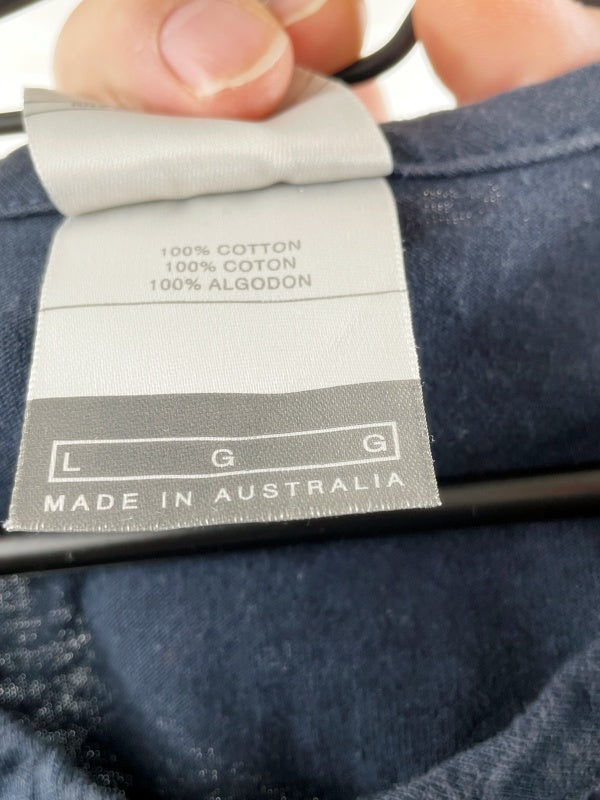 100% COTTON
100% COTON
100% ALGODON
L G G
MADE IN AUSTRALIA